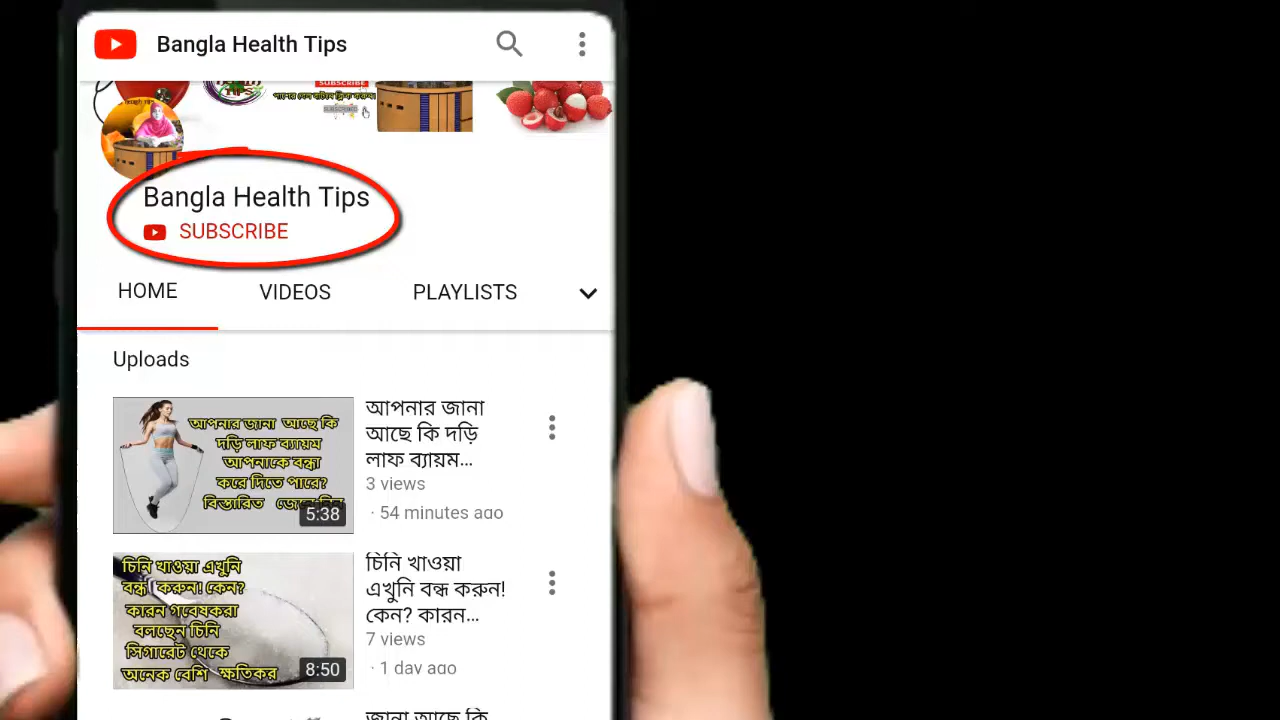 Bangla Health Tips
SUBSCRIBE
Bangla Health Tips
SUBSCRIBE
HOME
VIDEOS
PLAYLISTS
Uploads
আপনার জানা আছে কি
দড়ি লাফ ব্যায়ম
আপনাকে বন্ধা
করে দিতে পারে?
বিস্তারিত জেনে নিন
5:38
আপনার জানা
আছে কি দড়ি
লাফ ব্যায়ম...
3 views
· 54 minutes ago
চিনি খাওয়া এখুনি
বন্ধ করুন! কেন?
কারন গবেষকরা
বলছেন চিনি
সিগারেট থেকে
অনেক বেশি ক্ষতিকর
8:50
চিনি খাওয়া
এখুনি বন্ধ করুন!
কেন? কারন...
7 views
· 1 day ago
জানা আছে কি